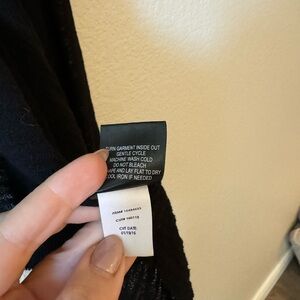 TURN GARMENT INSIDE OUT
GENTLE CYCLE
MACHINE WASH COLD
DO NOT BLEACH
SHAPE AND LAY FLAT TO DRY
COOL IRON IF NEEDED
CUT DATE: